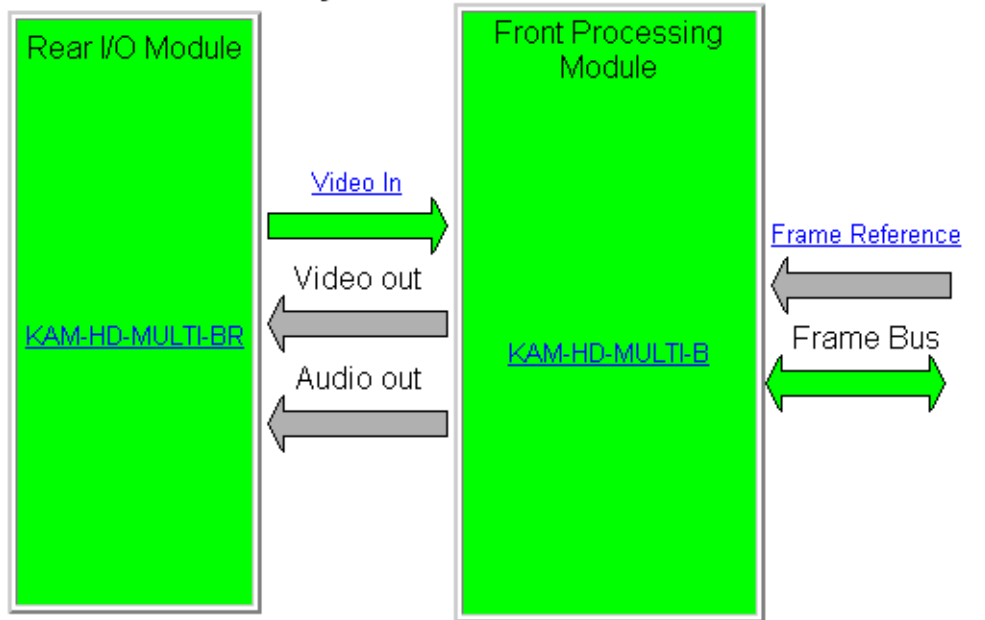 Rear I/O Module
Front Processing
Module
Video In
Frame Reference
Video out
KAM-HD-MULTI-BR
KAM-HD-MULTI-B
Frame Bus
Audio out